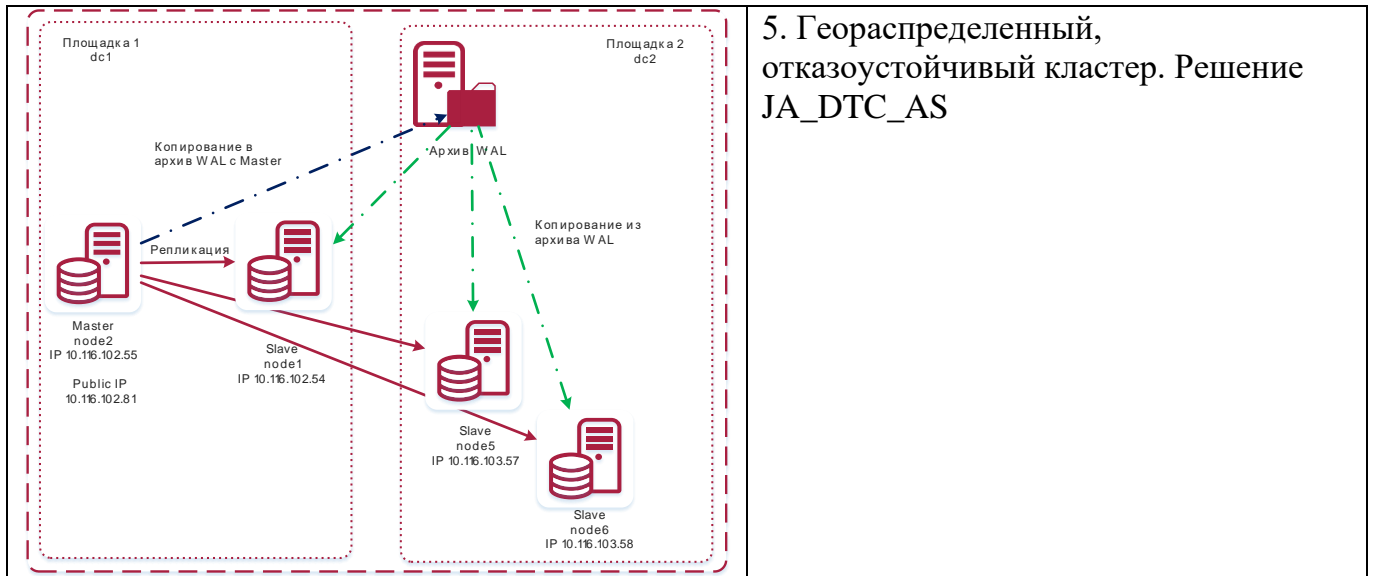 Площадка 1
dc1
Площадка 2
dc2
Копирование в
архив WAL с Master
Архив WAL
Копирование из
архива WAL
Репликация
Master
node2
IP 10.116.102.55
Public IP
10.116.102.81
Slave
node1
IP 10.116.102.54
Slave
node5
IP 10.116.103.57
Slave
node6
IP 10.116.103.58
5. Геораспределенный,
отказоустойчивый кластер. Решение
JA_DTC_AS